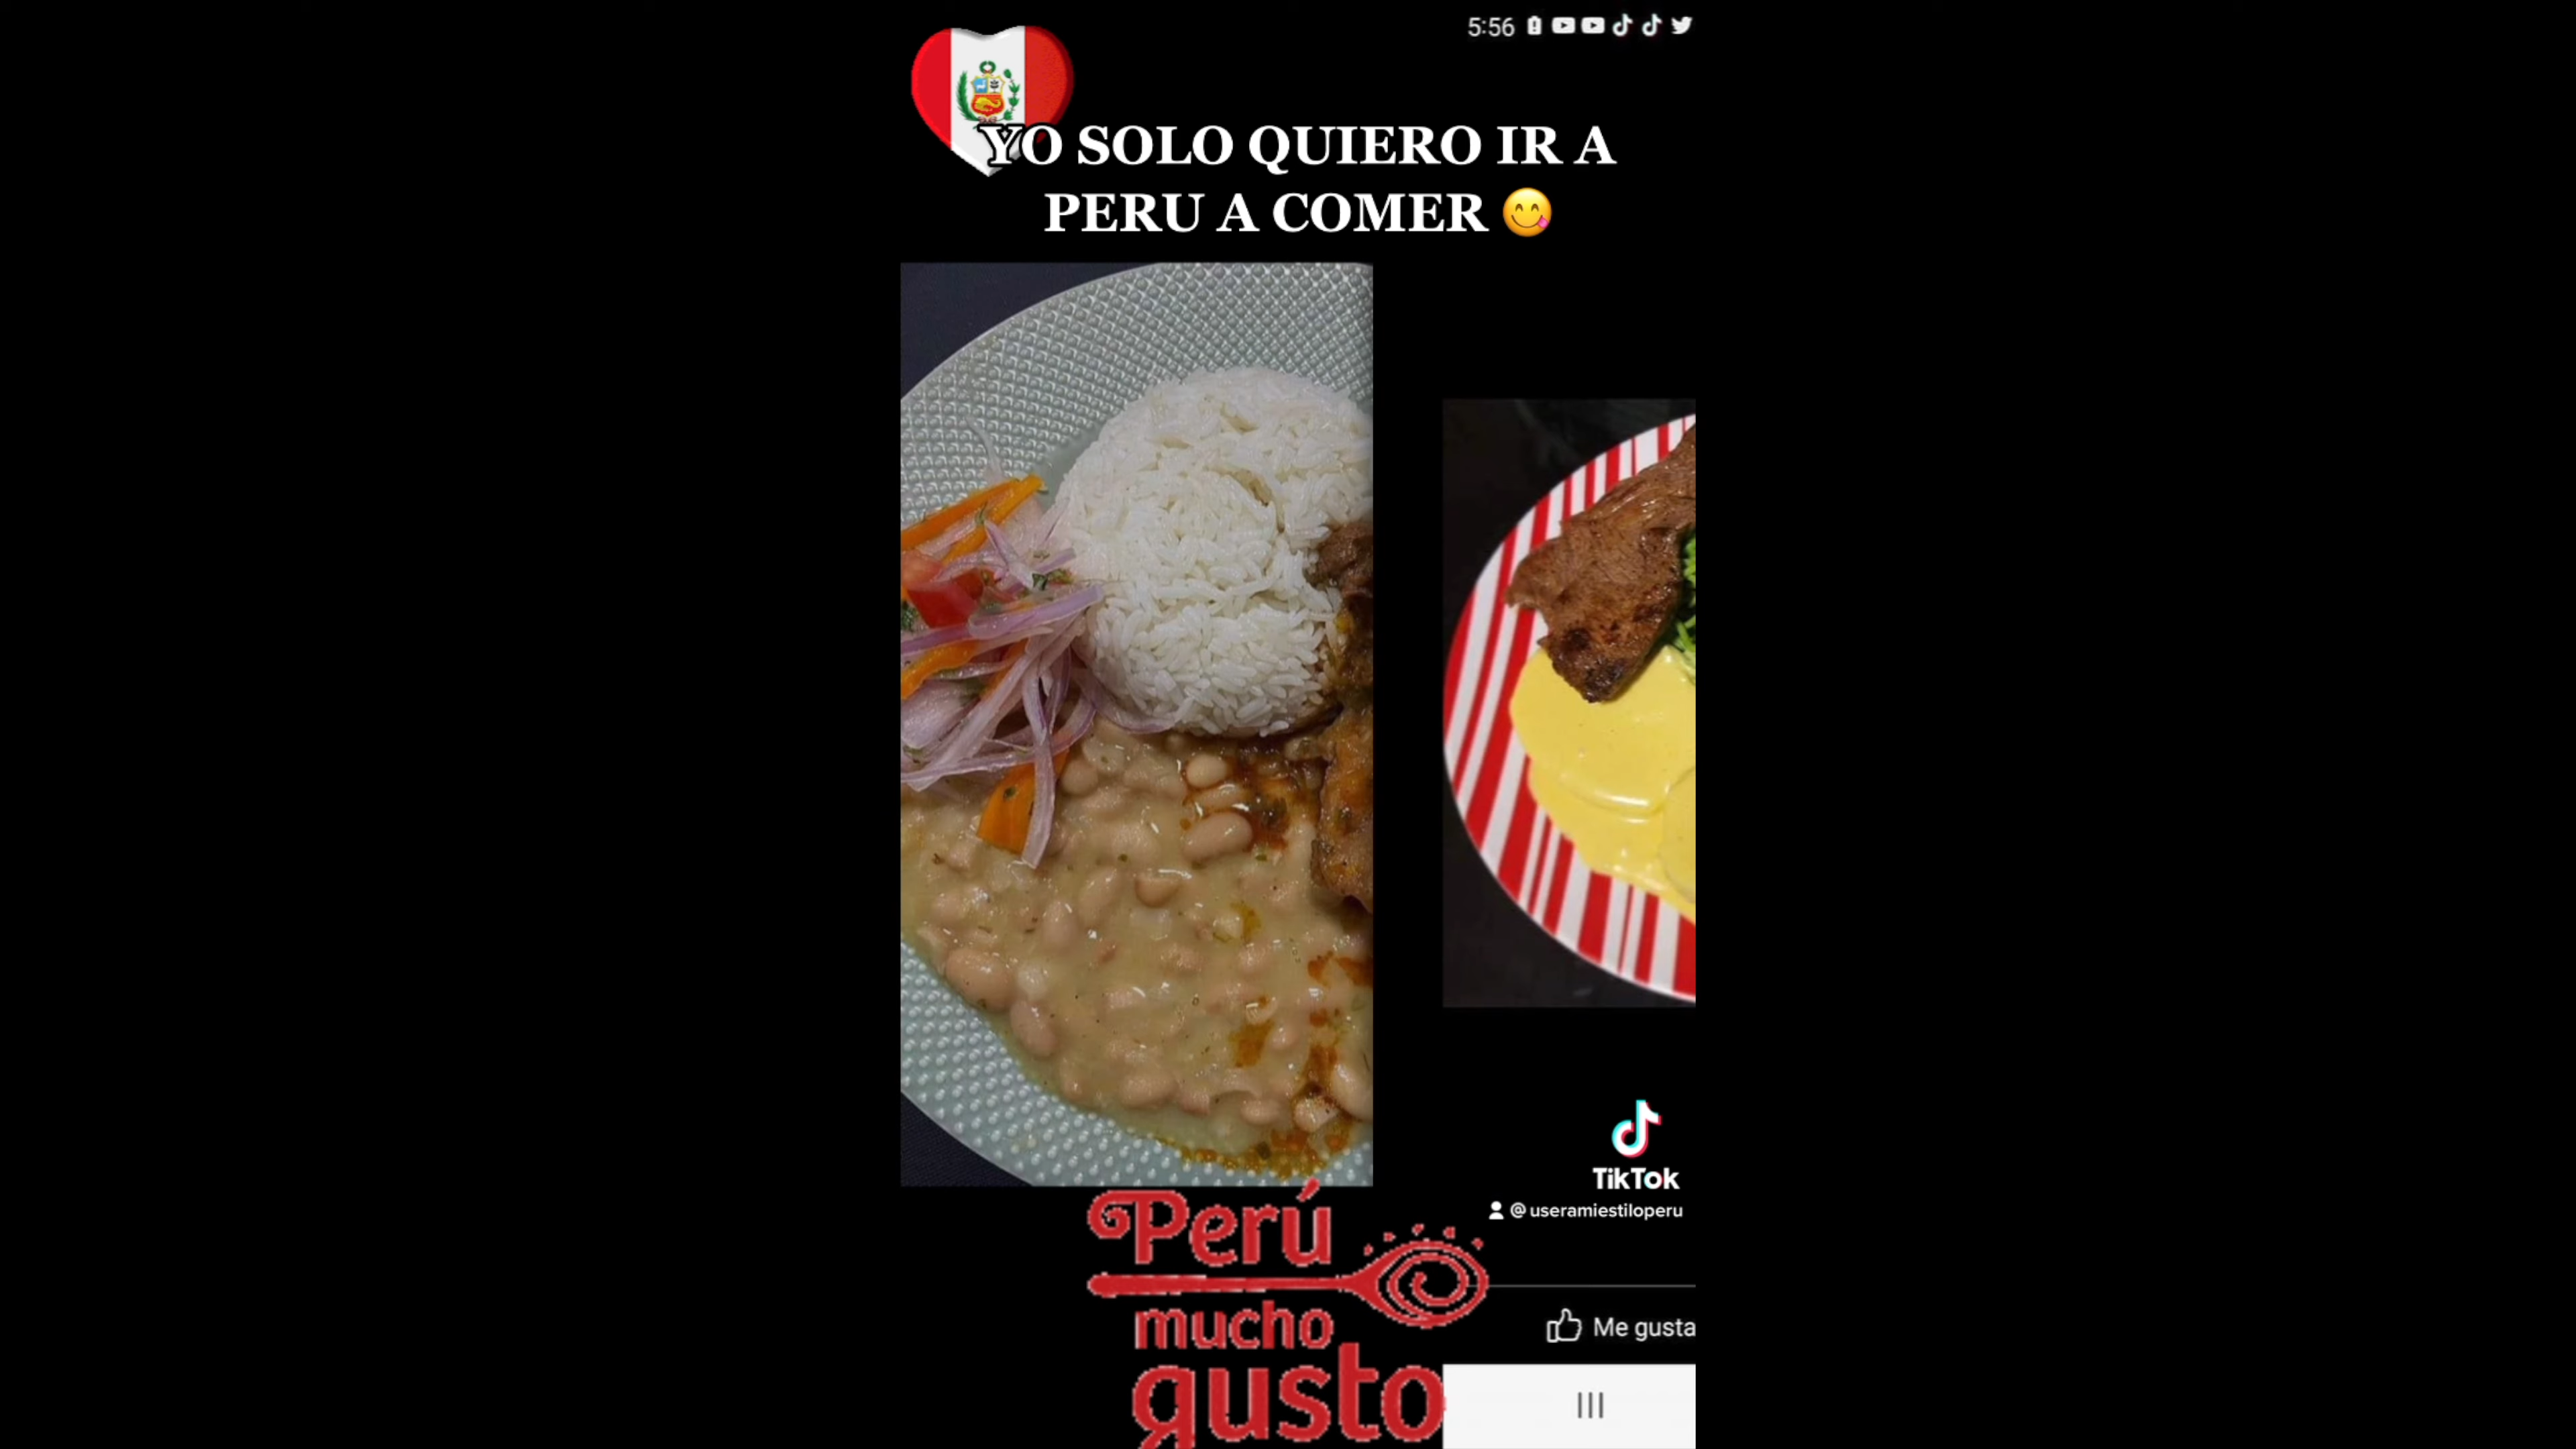 5:56
YO SOLO QUIERO IR A
PERU A COMER 😋
TikTok
@useramiestiloperu
Perú
mucho
gusto
Me gusta